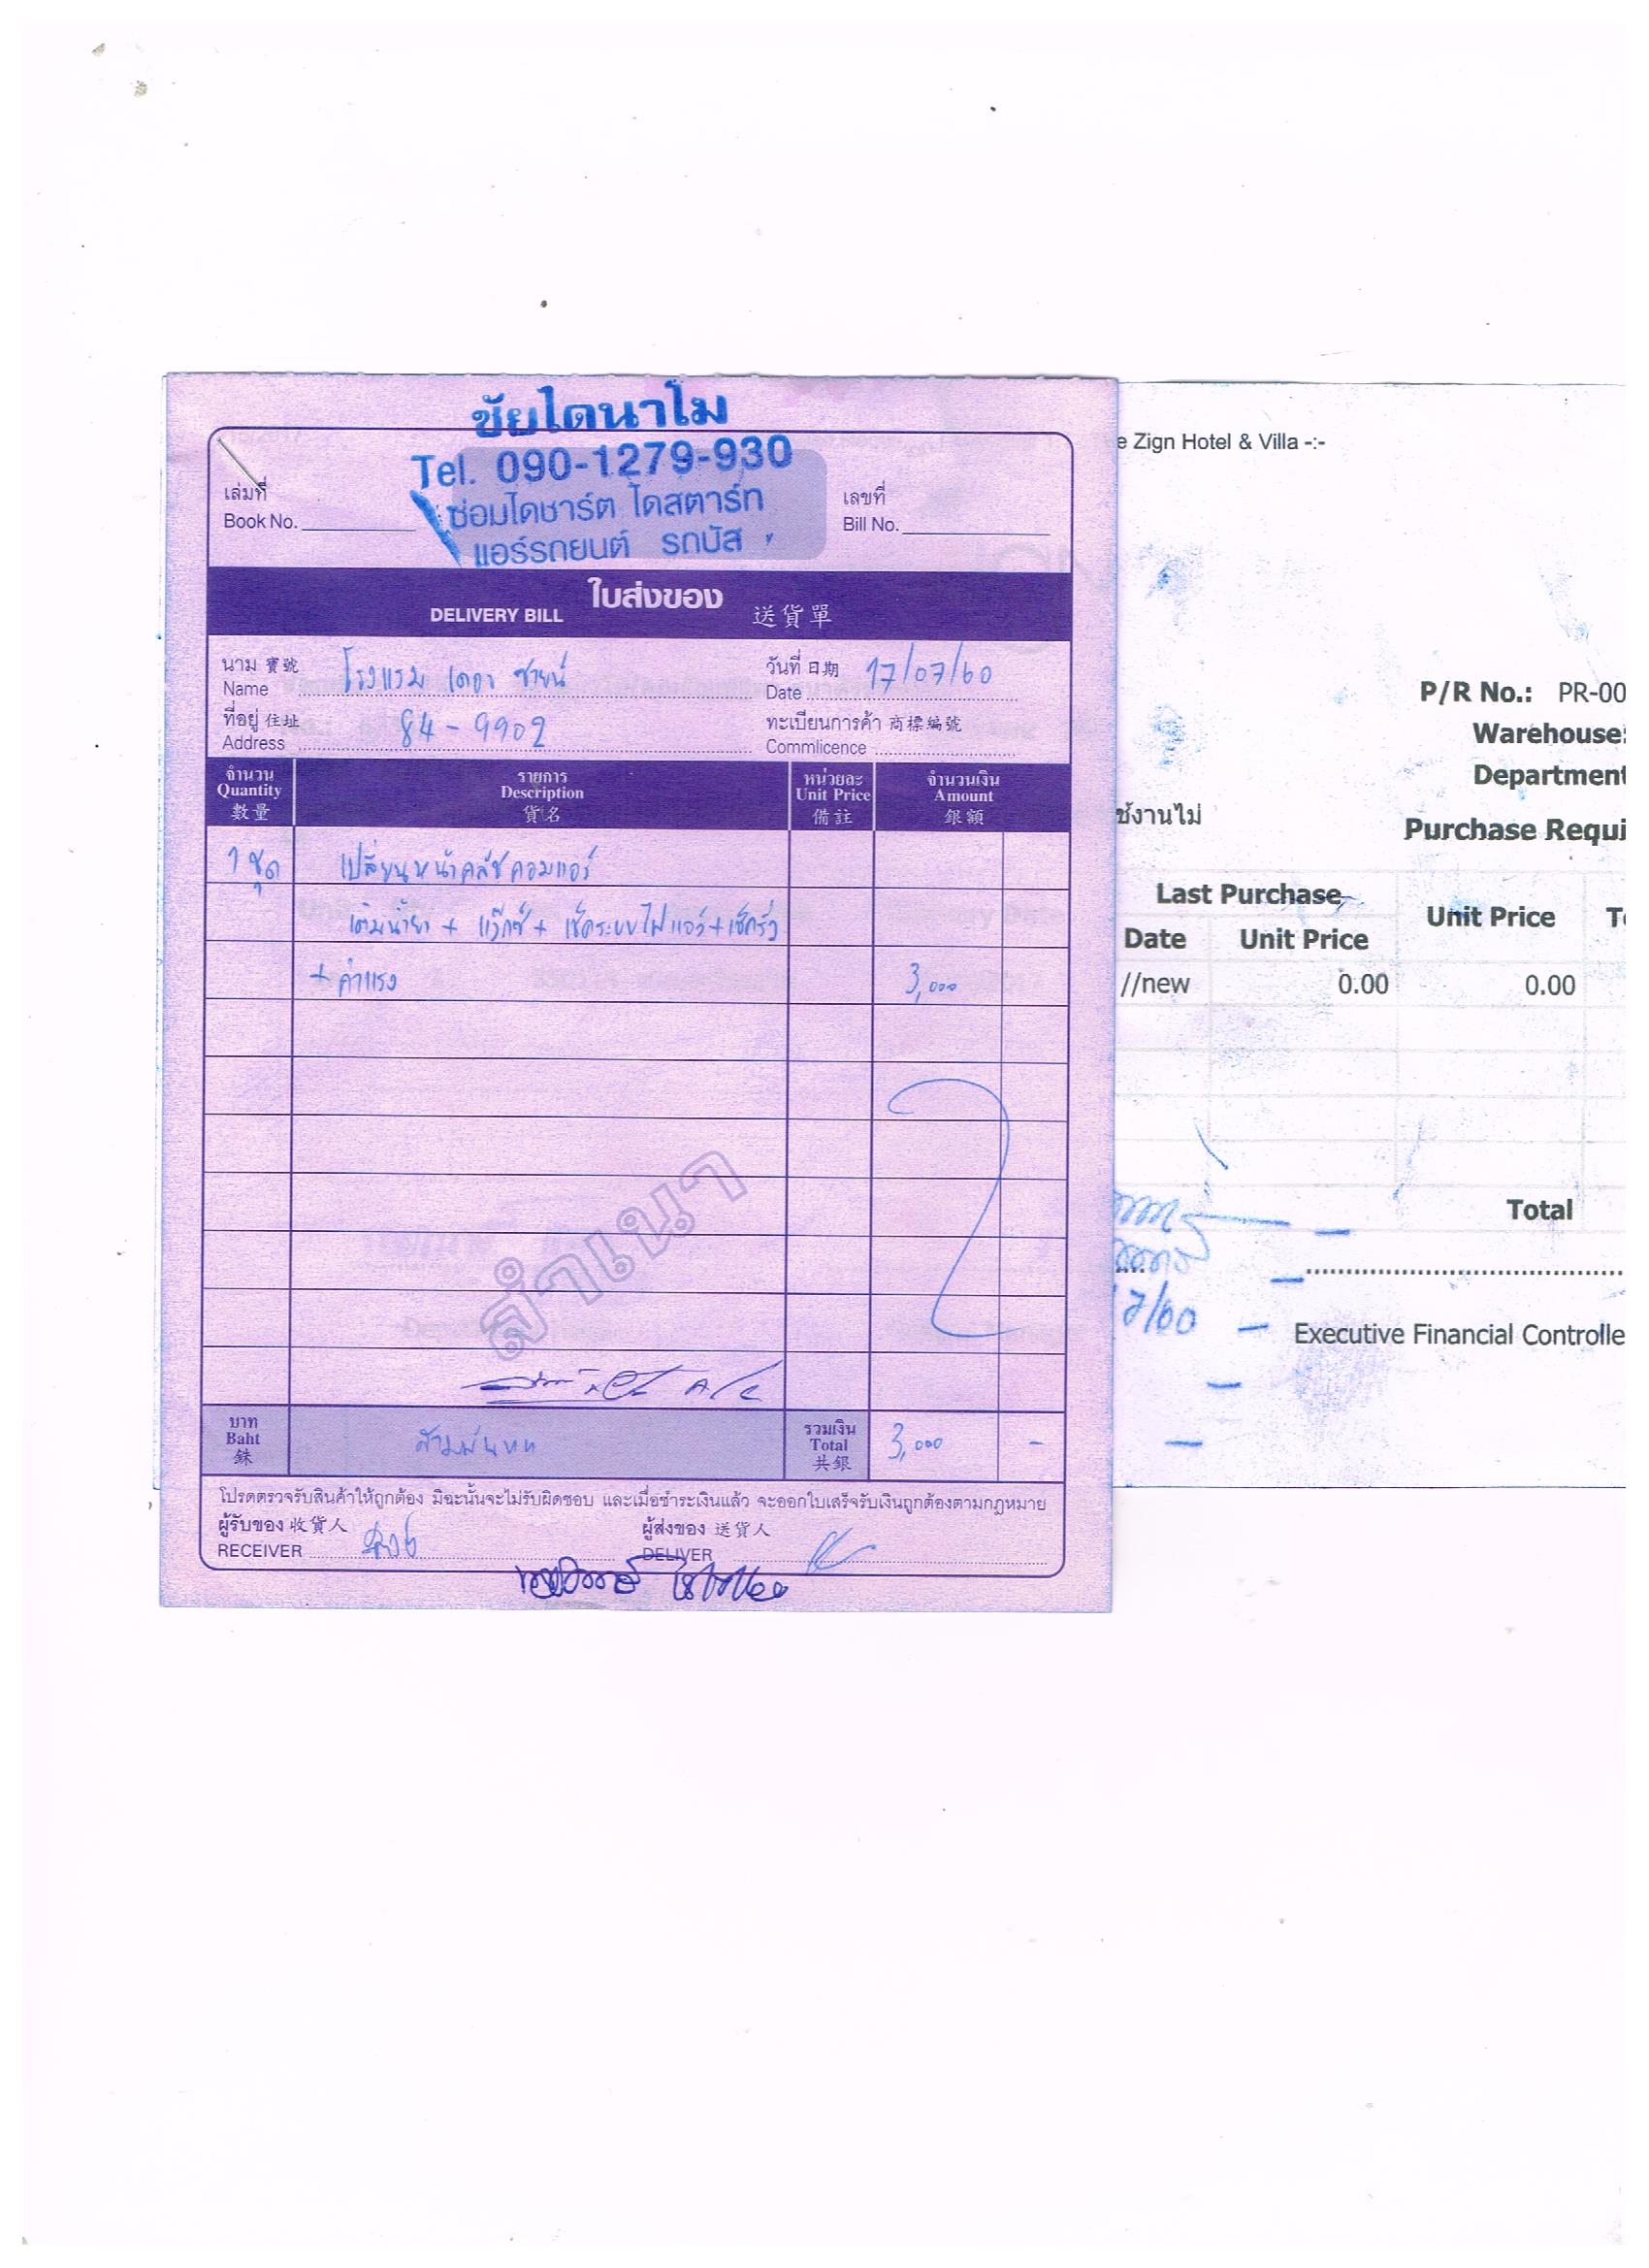 ชัยไดนาโม
Tel. 090-1279-930
ซ่อมไดชาร์ต ไดสตาร์ท
แอร์รถยนต์ รถบัส
เล่มที่
Book No.
เลขที่
Bill No.
DELIVERY BILL ใบส่งของ 送貨單
นาม 寶號 โรงแรม เดอะ ซายน์
Name
วันที่ 日期 17/07/60
Date
ที่อยู่ 住址 84-9902
Address
ทะเบียนการค้า 商標編號
Commlicence
จำนวน รายการ หน่วยละ จำนวนเงิน
Quantity Description Unit Price Amount
數量 貨名 備註 銀額
1 ชุด เปลี่ยนหน้าคลัชคอมแอร์
เติมน้ำยา + แว๊กซ์ + เช็คระบบไฟแอร์ + เช็ครั่ว
+ ค่าแรง 3,000
สำเนา
A/C
บาท
Baht
銖
สามพันบาท
รวมเงิน
Total
共銀
3,000 -
โปรดตรวจรับสินค้าให้ถูกต้อง มิฉะนั้นจะไม่รับผิดชอบ และเมื่อชำระเงินแล้ว จะออกใบเสร็จรับเงินถูกต้องตามกฎหมาย
ผู้รับของ 收貨人
RECEIVER
ผู้ส่งของ 送貨人
DELIVER
e Zign Hotel & Villa -:-
P/R No.: PR-00
Warehouse:
Department
ช้งานไม่
Purchase Requi
Last Purchase
Unit Price
Date Unit Price
//new 0.00 0.00
Total
7/60
Executive Financial Controlle